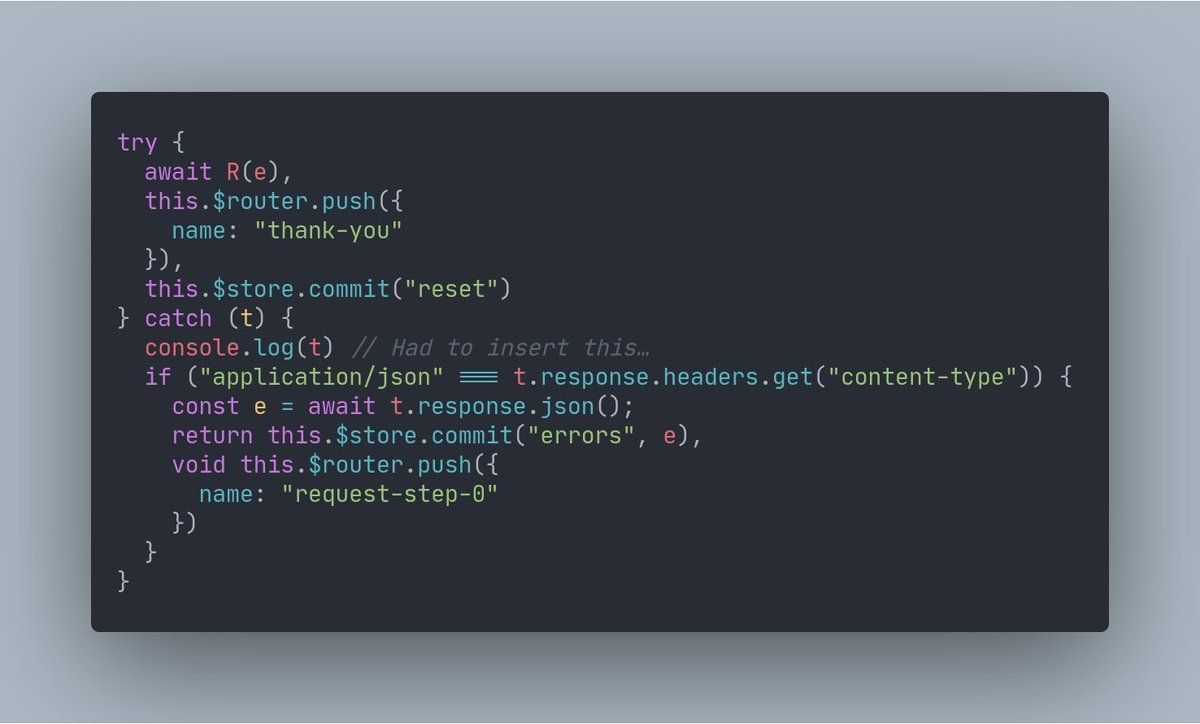 try {
  await R(e),
  this.$router.push({
    name: "thank-you"
  }),
  this.$store.commit("reset")
} catch (t) {
  console.log(t) // Had to insert this…
  if ("application/json" === t.response.headers.get("content-type")) {
    const e = await t.response.json();
    return this.$store.commit("errors", e),
    void this.$router.push({
      name: "request-step-0"
    })
  }
}